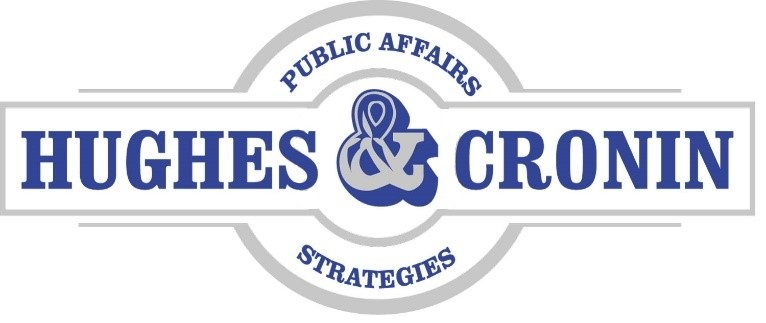 PUBLIC AFFAIRS
HUGHES & CRONIN
STRATEGIES